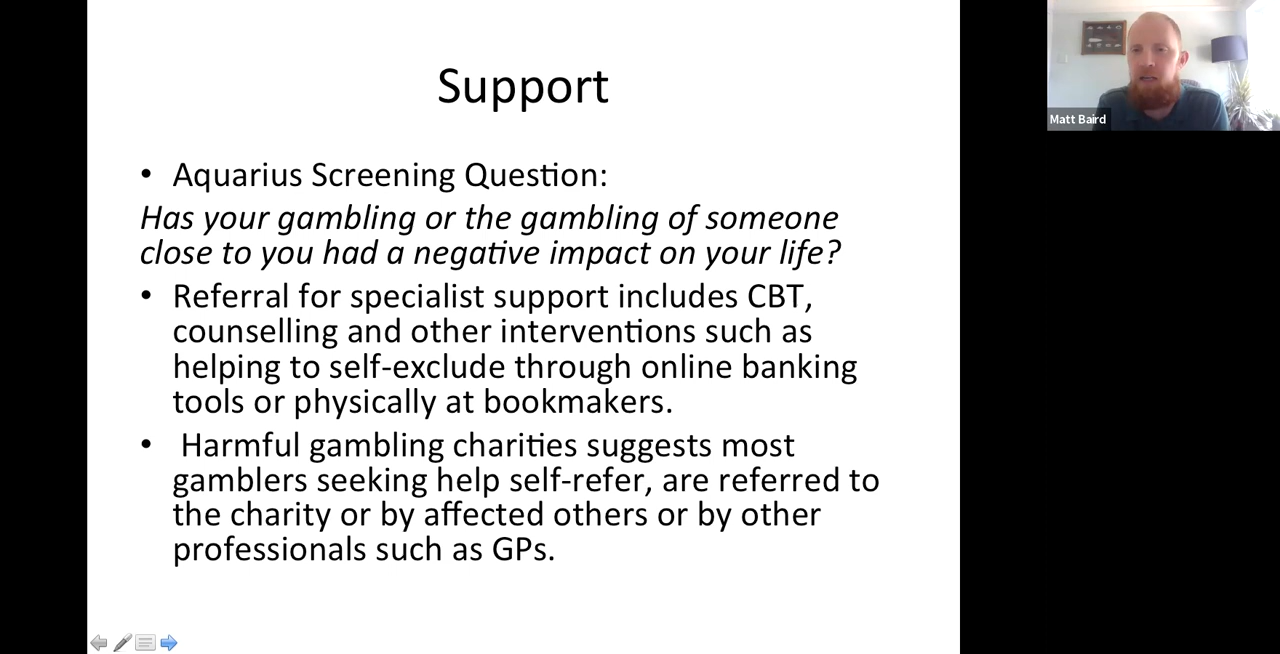 Support
• Aquarius Screening Question:
Has your gambling or the gambling of someone
close to you had a negative impact on your life?
• Referral for specialist support includes CBT,
counselling and other interventions such as
helping to self-exclude through online banking
tools or physically at bookmakers.
• Harmful gambling charities suggests most
gamblers seeking help self-refer, are referred to
the charity or by affected others or by other
professionals such as GPs.
Matt Baird